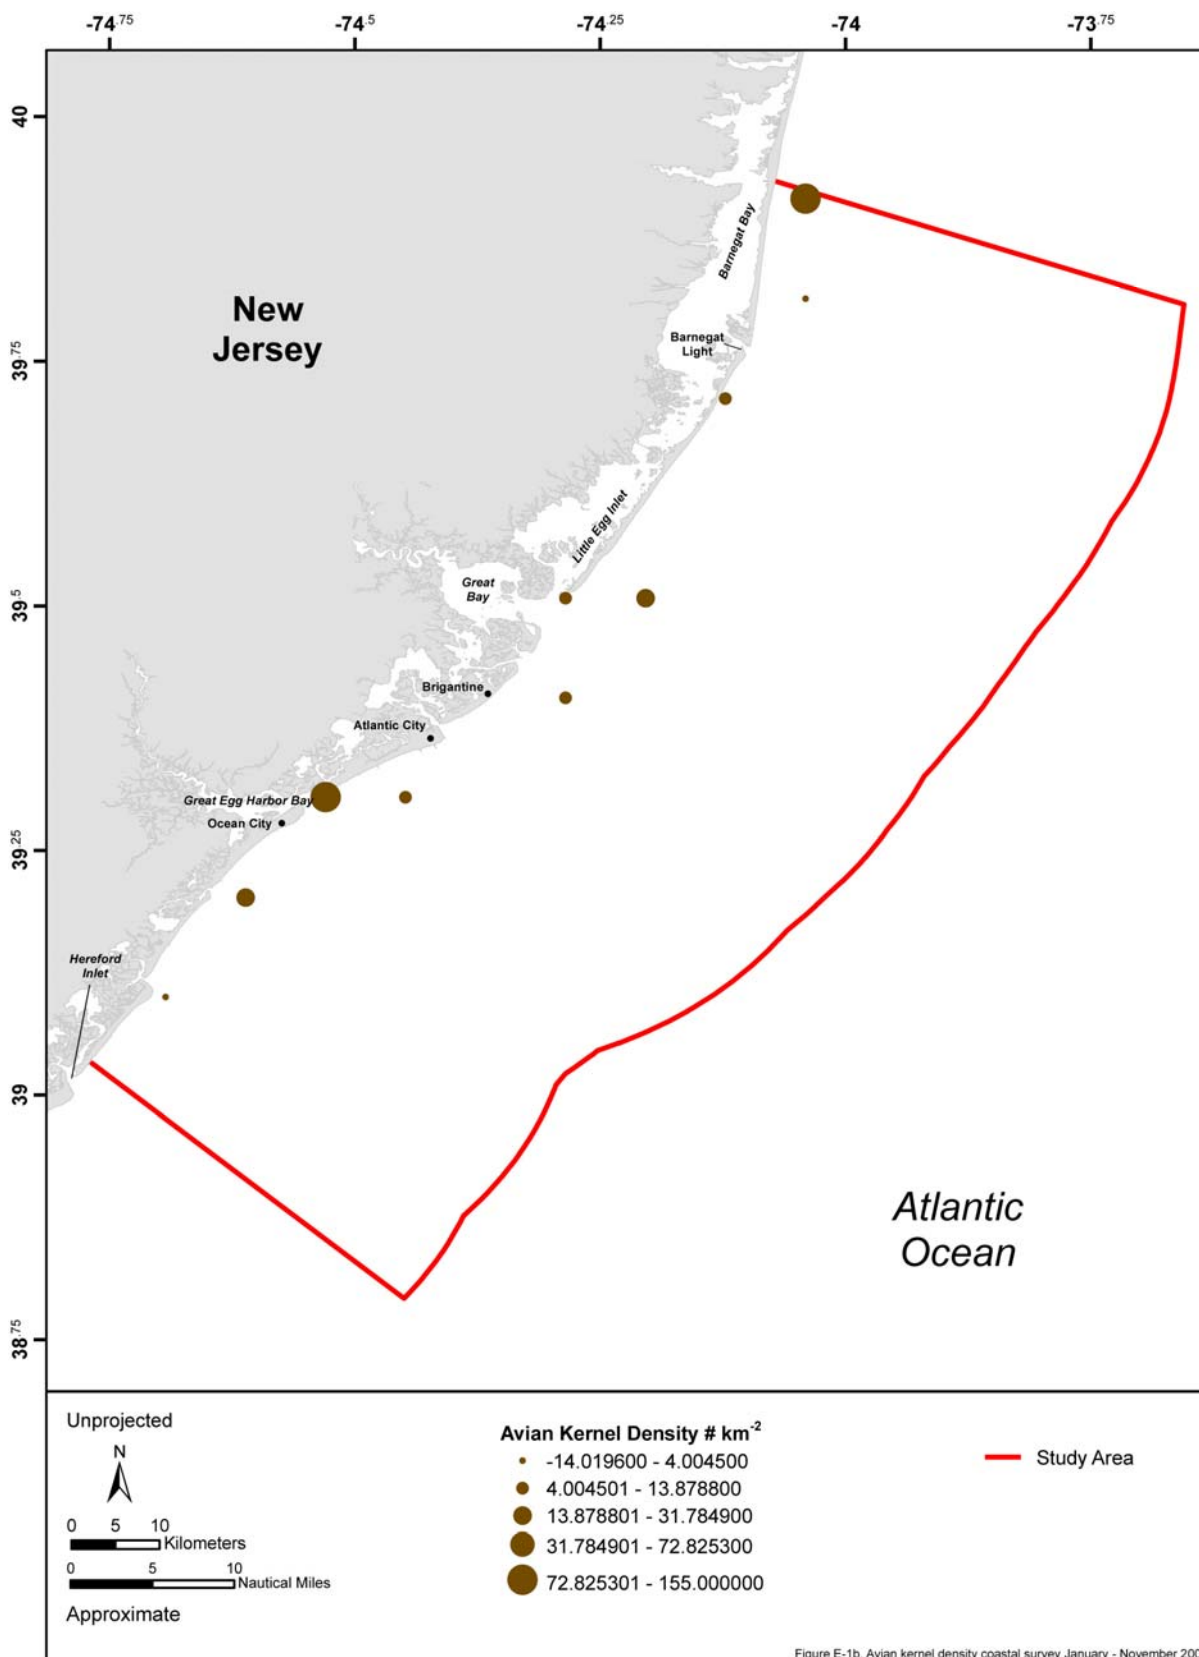 -74.75 -74.5 -74.25 -74 -73.75
40
39.75
39.5
39.25
39
38.75
New
Jersey
Barnegat Bay
Barnegat
Light
Little Egg Inlet
Great
Bay
Brigantine
Atlantic City
Great Egg Harbor Bay
Ocean City
Hereford
Inlet
Atlantic
Ocean
Unprojected
N
0 5 10
Kilometers
0 5 10
Nautical Miles
Approximate
Avian Kernel Density # km-2
-14.019600 - 4.004500
4.004501 - 13.878800
13.878801 - 31.784900
31.784901 - 72.825300
72.825301 - 155.000000
Study Area
Figure E-1b. Avian kernel density coastal survey January - November 200